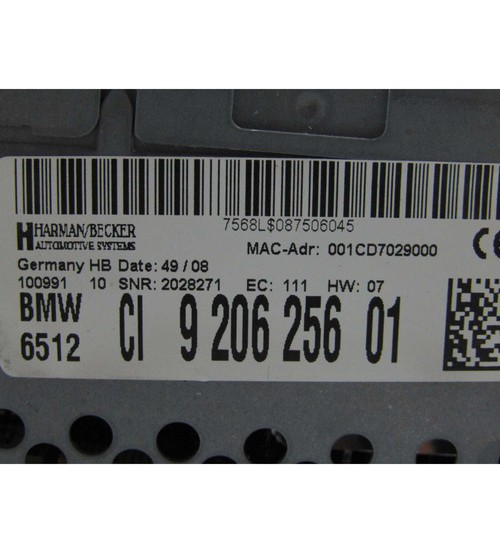 7568L$087506045
HARMAN/BECKER
AUTOMOTIVE SYSTEMS
MAC-Adr: 001CD7029000
CE
Germany HB Date: 49/08
100991 10 SNR: 2028271 EC: 111 HW: 07
BMW
6512 CI 9 206 256 01